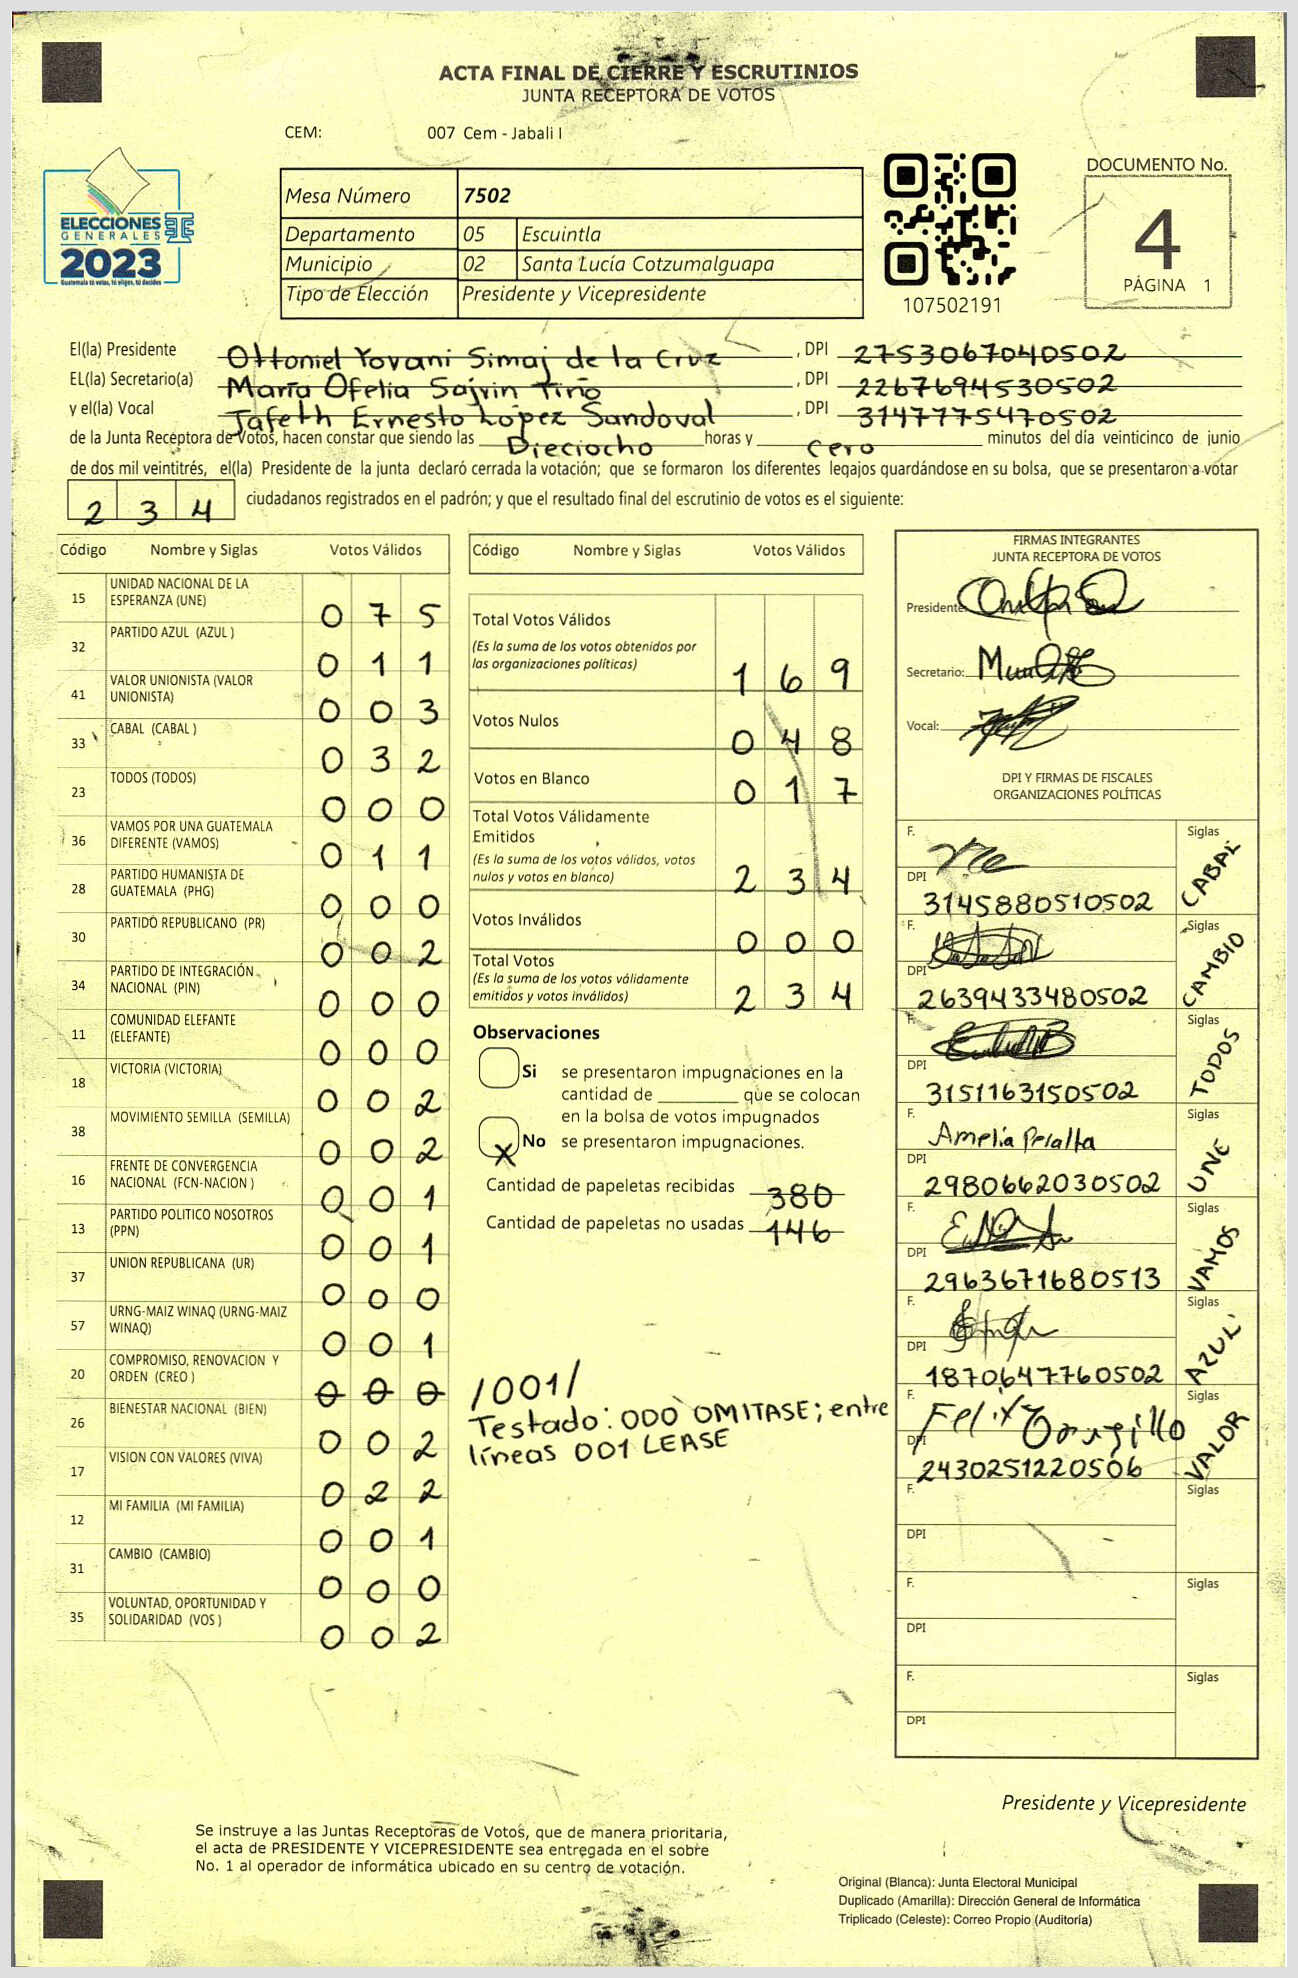 ACTA FINAL DE CIERRE Y ESCRUTINIOS
JUNTA RECEPTORA DE VOTOS
CEM: 007 Cem - Jabali I
ELECCIONES
GENERALES
2023
Guatemala tú votas, tú eliges, tú decides
Mesa Número 7502
Departamento 05 Escuintla
Municipio 02 Santa Lucía Cotzumalguapa
Tipo de Elección Presidente y Vicepresidente
107502191
DOCUMENTO No.
4
PÁGINA 1
El(la) Presidente Ottoniel Yovani Simaj de la Cruz , DPI 2753067040502
EL(la) Secretario(a) María Ofelia Sajvin Tiño , DPI 2267694530502
y el(la) Vocal Jafeth Ernesto López Sandoval , DPI 3147775470502
de la Junta Receptora de Votos, hacen constar que siendo las Dieciocho horas y cero minutos del día veinticinco de junio
de dos mil veintitrés, el(la) Presidente de la junta declaró cerrada la votación; que se formaron los diferentes legajos quardándose en su bolsa, que se presentaron a votar
2 3 4 ciudadanos registrados en el padrón; y que el resultado final del escrutinio de votos es el siguiente:
Código Nombre y Siglas Votos Válidos
15 UNIDAD NACIONAL DE LA
ESPERANZA (UNE) 0 7 5
32 PARTIDO AZUL (AZUL ) 0 1 1
41 VALOR UNIONISTA (VALOR
UNIONISTA) 0 0 3
33 CABAL (CABAL ) 0 3 2
23 TODOS (TODOS) 0 0 0
36 VAMOS POR UNA GUATEMALA
DIFERENTE (VAMOS) 0 1 1
28 PARTIDO HUMANISTA DE
GUATEMALA (PHG) 0 0 0
30 PARTIDO REPUBLICANO (PR) 0 0 2
34 PARTIDO DE INTEGRACIÓN
NACIONAL (PIN) 0 0 0
11 COMUNIDAD ELEFANTE
(ELEFANTE) 0 0 0
18 VICTORIA (VICTORIA) 0 0 2
38 MOVIMIENTO SEMILLA (SEMILLA) 0 0 2
16 FRENTE DE CONVERGENCIA
NACIONAL (FCN-NACION ) 0 0 1
13 PARTIDO POLITICO NOSOTROS
(PPN) 0 0 1
37 UNION REPUBLICANA (UR) 0 0 0
57 URNG-MAIZ WINAQ (URNG-MAIZ
WINAQ) 0 0 1
20 COMPROMISO, RENOVACION Y
ORDEN (CREO ) 0 0 0
26 BIENESTAR NACIONAL (BIEN) 0 0 2
17 VISION CON VALORES (VIVA) 0 2 2
12 MI FAMILIA (MI FAMILIA) 0 0 1
31 CAMBIO (CAMBIO) 0 0 0
35 VOLUNTAD, OPORTUNIDAD Y
SOLIDARIDAD (VOS ) 0 0 2
Código Nombre y Siglas Votos Válidos
Total Votos Válidos
(Es la suma de los votos obtenidos por
las organizaciones políticas) 1 6 9
Votos Nulos 0 4 8
Votos en Blanco 0 1 7
Total Votos Válidamente
Emitidos
(Es la suma de los votos válidos, votos
nulos y votos en blanco) 2 3 4
Votos Inválidos 0 0 0
Total Votos
(Es la suma de los votos válidamente
emitidos y votos inválidos) 2 3 4
Observaciones
Si se presentaron impugnaciones en la
cantidad de ________ que se colocan
en la bolsa de votos impugnados
X No se presentaron impugnaciones.
Cantidad de papeletas recibidas 380
Cantidad de papeletas no usadas 146
/001/
Testado: 000 OMITASE; entre
líneas 001 LEASE
FIRMAS INTEGRANTES
JUNTA RECEPTORA DE VOTOS
Presidente:
Secretario:
Vocal:
DPI Y FIRMAS DE FISCALES
ORGANIZACIONES POLÍTICAS
F. Siglas
DPI 3145880510502 CABAL
F. Siglas
DPI 2639433480502 CAMBIO
F. Siglas
DPI 3151163150502 TODOS
F. Amelia Peralta Siglas
DPI 2980662030502 UNE
F. Siglas
DPI 2963671680513 VAMOS
F. Siglas
DPI 1870647760502 AZUL
F. Felix Siglas
DPI 2430251220506 VALOR
F. Siglas
DPI
F. Siglas
DPI
F. Siglas
DPI
Presidente y Vicepresidente
Se instruye a las Juntas Receptoras de Votos, que de manera prioritaria,
el acta de PRESIDENTE Y VICEPRESIDENTE sea entregada en el sobre
No. 1 al operador de informática ubicado en su centro de votación.
Original (Blanca): Junta Electoral Municipal
Duplicado (Amarilla): Dirección General de Informática
Triplicado (Celeste): Correo Propio (Auditoría)